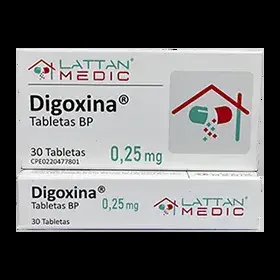 LATTAN
MEDIC
Digoxina®
Tabletas BP
30 Tabletas
CPE0220477801
0,25 mg
Digoxina®
Tabletas BP
0,25 mg
30 Tabletas
LATTAN
MEDIC